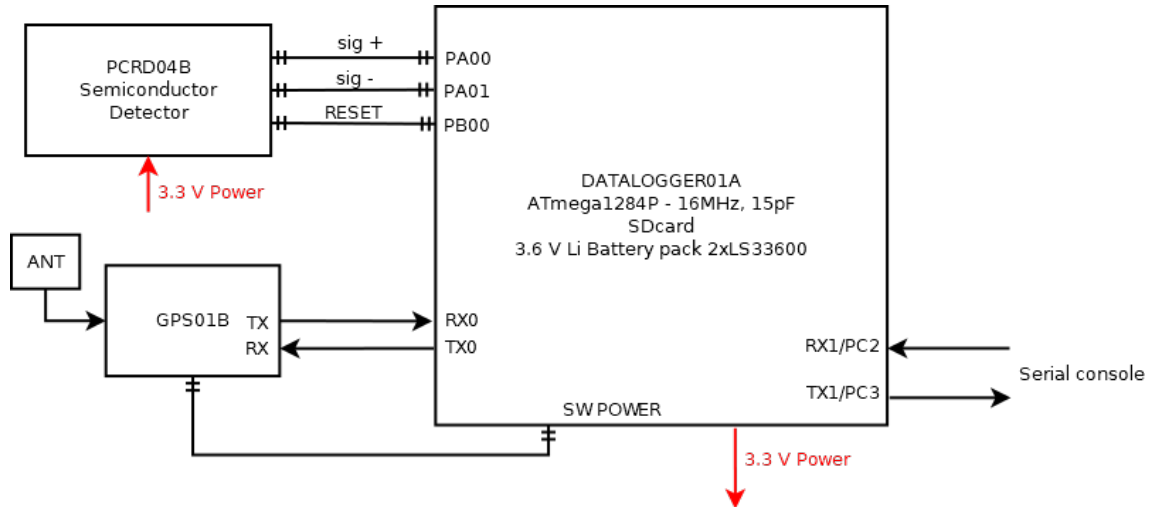 PCRD04B
Semiconductor
Detector
sig +
sig -
RESET
PA00
PA01
PB00
3.3 V Power
DATALOGGER01A
ATmega1284P - 16MHz, 15pF
SDcard
3.6 V Li Battery pack 2xLS33600
ANT
GPS01B
TX
RX
RX0
TX0
RX1/PC2
TX1/PC3
Serial console
SW POWER
3.3 V Power